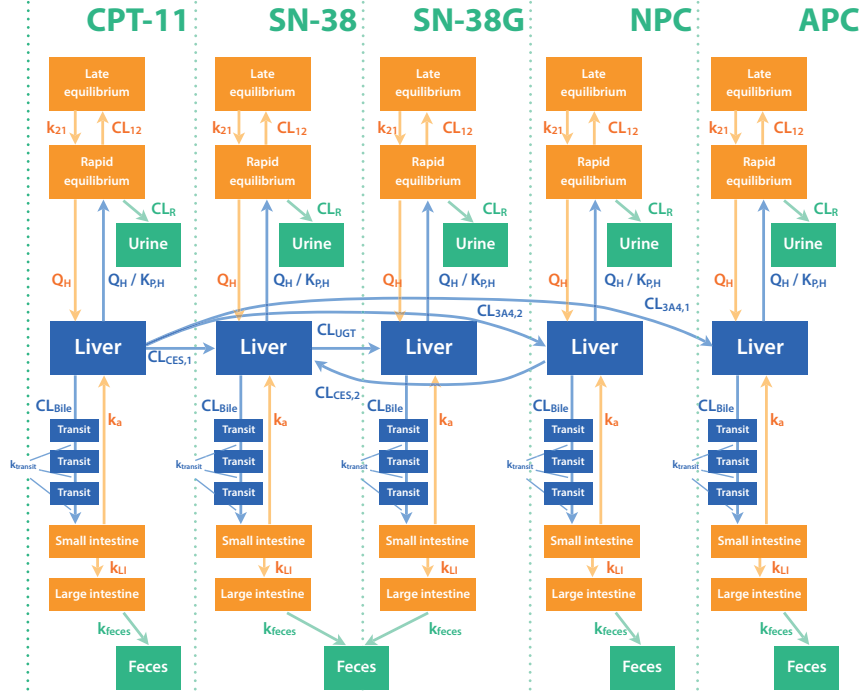 CPT-11 SN-38 SN-38G NPC APC
Late equilibrium Late equilibrium Late equilibrium Late equilibrium Late equilibrium
k21 CL12 k21 CL12 k21 CL12 k21 CL12 k21 CL12
Rapid equilibrium Rapid equilibrium Rapid equilibrium Rapid equilibrium Rapid equilibrium
CLR CLR CLR CLR CLR
Urine Urine Urine Urine Urine
QH QH / KP,H QH QH / KP,H QH QH / KP,H QH QH / KP,H QH QH / KP,H
CL3A4,2 CL3A4,1
Liver CLCES,1 Liver CLUGT Liver Liver Liver
CLCES,2
CLBile ka CLBile ka CLBile ka CLBile ka CLBile ka
Transit Transit Transit Transit Transit
Transit Transit Transit Transit Transit
ktransit ktransit ktransit ktransit ktransit
Transit Transit Transit Transit Transit
Small intestine Small intestine Small intestine Small intestine Small intestine
kLI kLI kLI kLI kLI
Large intestine Large intestine Large intestine Large intestine Large intestine
kfeces kfeces kfeces kfeces kfeces
Feces Feces Feces Feces